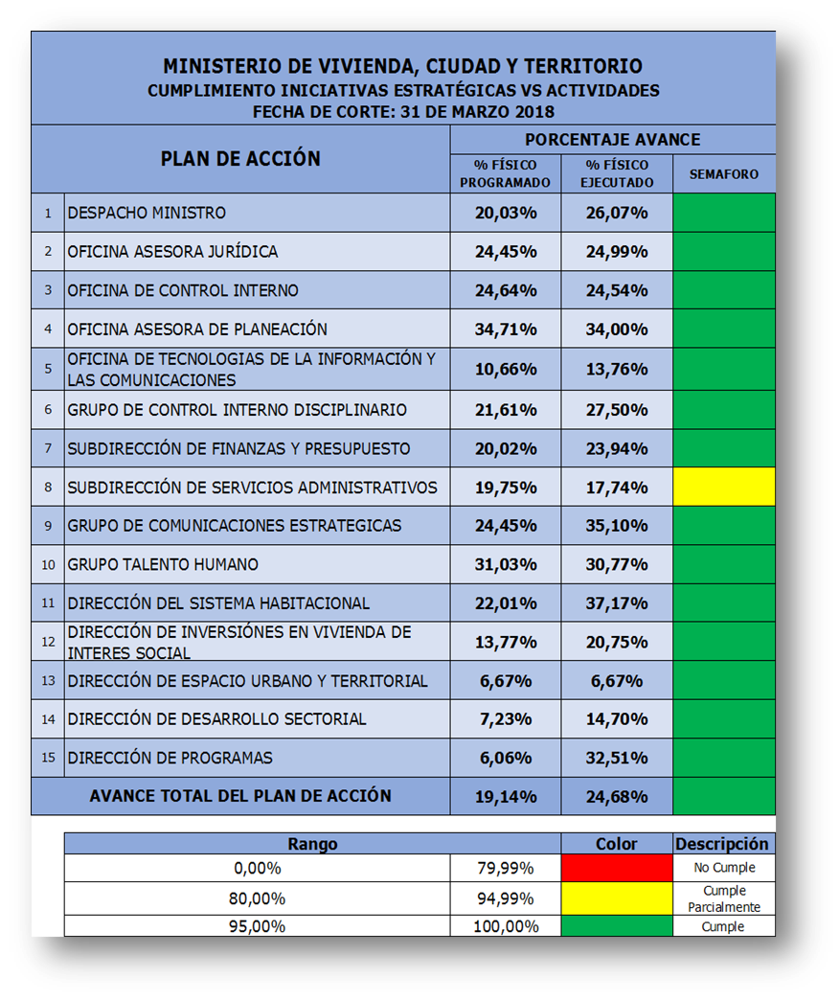 MINISTERIO DE VIVIENDA, CIUDAD Y TERRITORIO
CUMPLIMIENTO INICIATIVAS ESTRATÉGICAS VS ACTIVIDADES
FECHA DE CORTE: 31 DE MARZO 2018
PLAN DE ACCIÓN
PORCENTAJE AVANCE
% FÍSICO PROGRAMADO
% FÍSICO EJECUTADO
SEMAFORO
1 DESPACHO MINISTRO 20,03% 26,07%
2 OFICINA ASESORA JURÍDICA 24,45% 24,99%
3 OFICINA DE CONTROL INTERNO 24,64% 24,54%
4 OFICINA ASESORA DE PLANEACIÓN 34,71% 34,00%
5 OFICINA DE TECNOLOGIAS DE LA INFORMACIÓN Y
LAS COMUNICACIONES 10,66% 13,76%
6 GRUPO DE CONTROL INTERNO DISCIPLINARIO 21,61% 27,50%
7 SUBDIRECCIÓN DE FINANZAS Y PRESUPUESTO 20,02% 23,94%
8 SUBDIRECCIÓN DE SERVICIOS ADMINISTRATIVOS 19,75% 17,74%
9 GRUPO DE COMUNICACIONES ESTRATEGICAS 24,45% 35,10%
10 GRUPO TALENTO HUMANO 31,03% 30,77%
11 DIRECCIÓN DEL SISTEMA HABITACIONAL 22,01% 37,17%
12 DIRECCIÓN DE INVERSIÓNES EN VIVIENDA DE
INTERES SOCIAL 13,77% 20,75%
13 DIRECCIÓN DE ESPACIO URBANO Y TERRITORIAL 6,67% 6,67%
14 DIRECCIÓN DE DESARROLLO SECTORIAL 7,23% 14,70%
15 DIRECCIÓN DE PROGRAMAS 6,06% 32,51%
AVANCE TOTAL DEL PLAN DE ACCIÓN 19,14% 24,68%
Rango Color Descripción
0,00% 79,99% No Cumple
80,00% 94,99% Cumple
Parcialmente
95,00% 100,00% Cumple